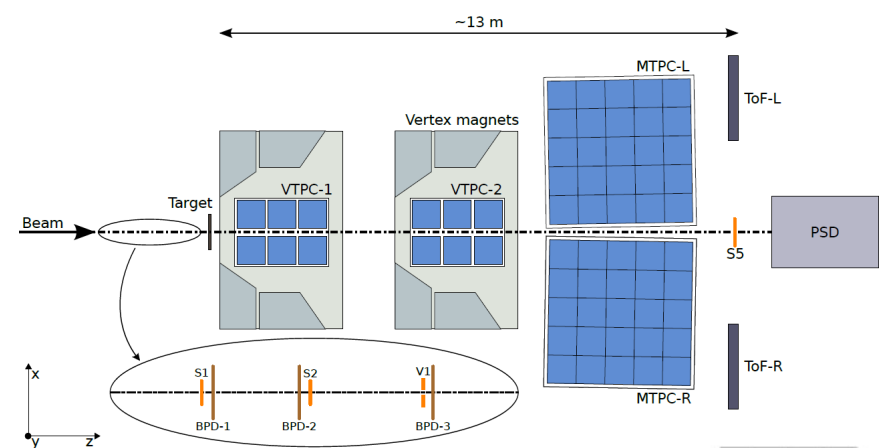 ~13 m
MTPC-L
ToF-L
Vertex magnets
VTPC-1
VTPC-2
Target
Beam
PSD
S5
S1
S2
V1
ToF-R
x
BPD-1
BPD-2
BPD-3
MTPC-R
y
z